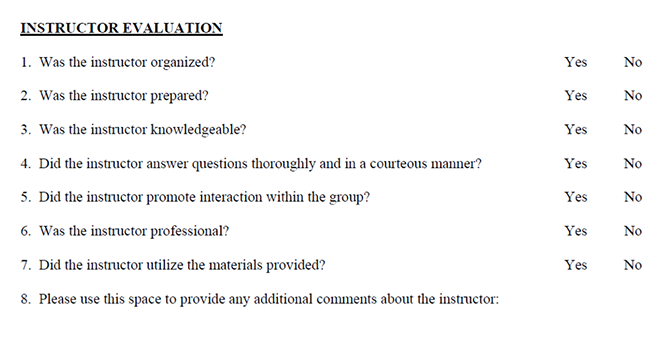 INSTRUCTOR EVALUATION
1. Was the instructor organized? Yes No
2. Was the instructor prepared? Yes No
3. Was the instructor knowledgeable? Yes No
4. Did the instructor answer questions thoroughly and in a courteous manner? Yes No
5. Did the instructor promote interaction within the group? Yes No
6. Was the instructor professional? Yes No
7. Did the instructor utilize the materials provided? Yes No
8. Please use this space to provide any additional comments about the instructor: